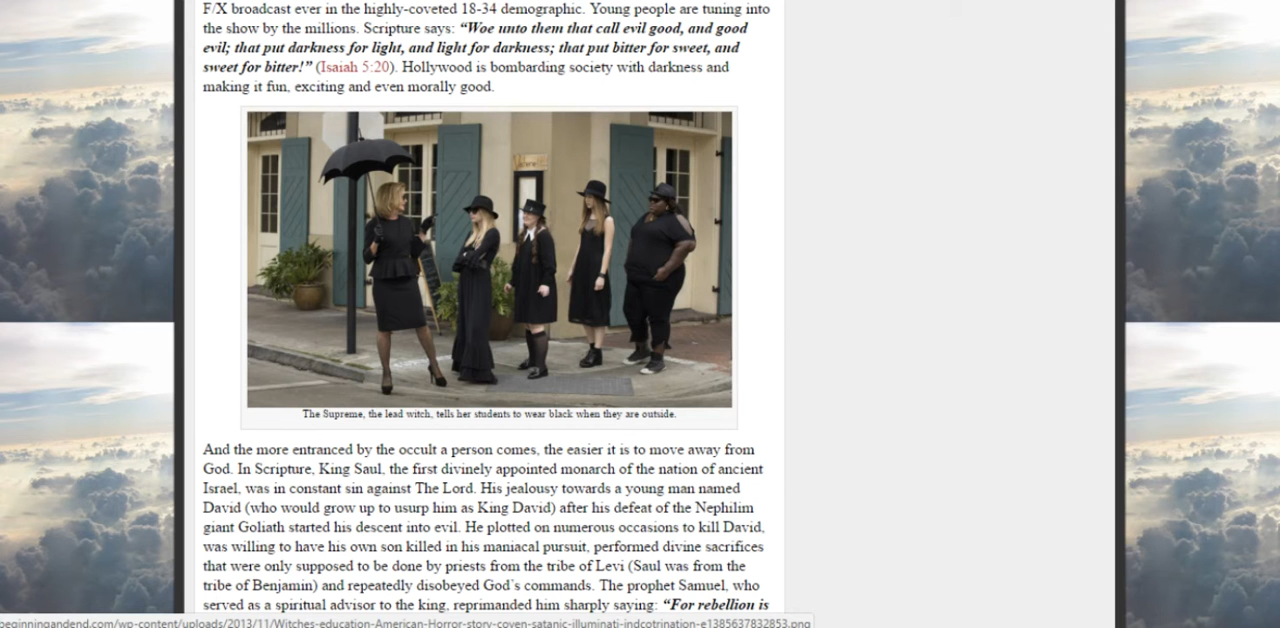 F/X broadcast ever in the highly-coveted 18-34 demographic. Young people are tuning into
the show by the millions. Scripture says: “Woe unto them that call evil good, and good
evil; that put darkness for light, and light for darkness; that put bitter for sweet, and
sweet for bitter!” (Isaiah 5:20). Hollywood is bombarding society with darkness and
making it fun, exciting and even morally good.
The Supreme, the lead witch, tells her students to wear black when they are outside.
And the more entranced by the occult a person comes, the easier it is to move away from
God. In Scripture, King Saul, the first divinely appointed monarch of the nation of ancient
Israel, was in constant sin against The Lord. His jealousy towards a young man named
David (who would grow up to usurp him as King David) after his defeat of the Nephilim
giant Goliath started his descent into evil. He plotted on numerous occasions to kill David,
was willing to have his own son killed in his maniacal pursuit, performed divine sacrifices
that were only supposed to be done by priests from the tribe of Levi (Saul was from the
tribe of Benjamin) and repeatedly disobeyed God’s commands. The prophet Samuel, who
served as a spiritual advisor to the king, reprimanded him sharply saying: “For rebellion is
beginningandend.com/wp-content/uploads/2013/11/Witches-education-American-Horror-story-coven-satanic-illuminati-indcotrination-e1385637832853.png